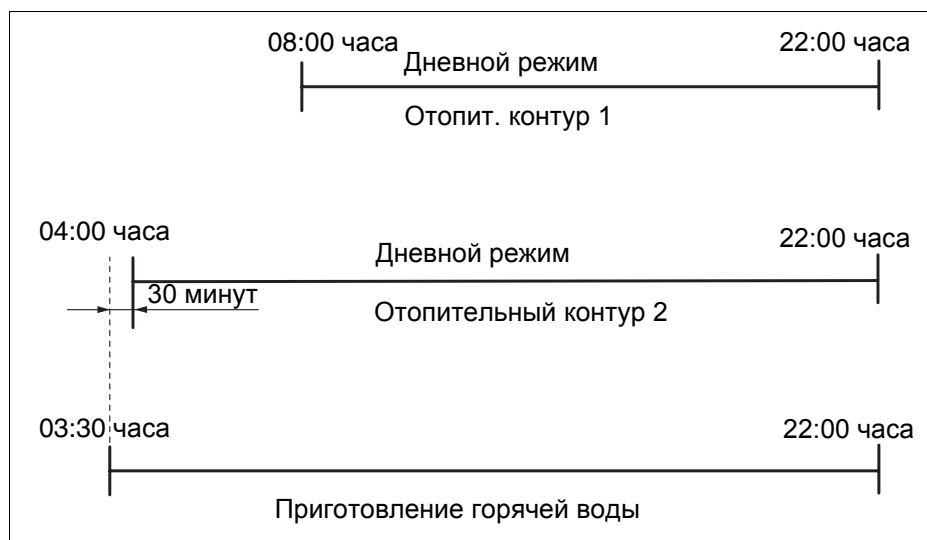 08:00 часа
22:00 часа
Дневной режим
Отопит. контур 1
04:00 часа
22:00 часа
Дневной режим
30 минут
Отопительный контур 2
03:30 часа
22:00 часа
Приготовление горячей воды